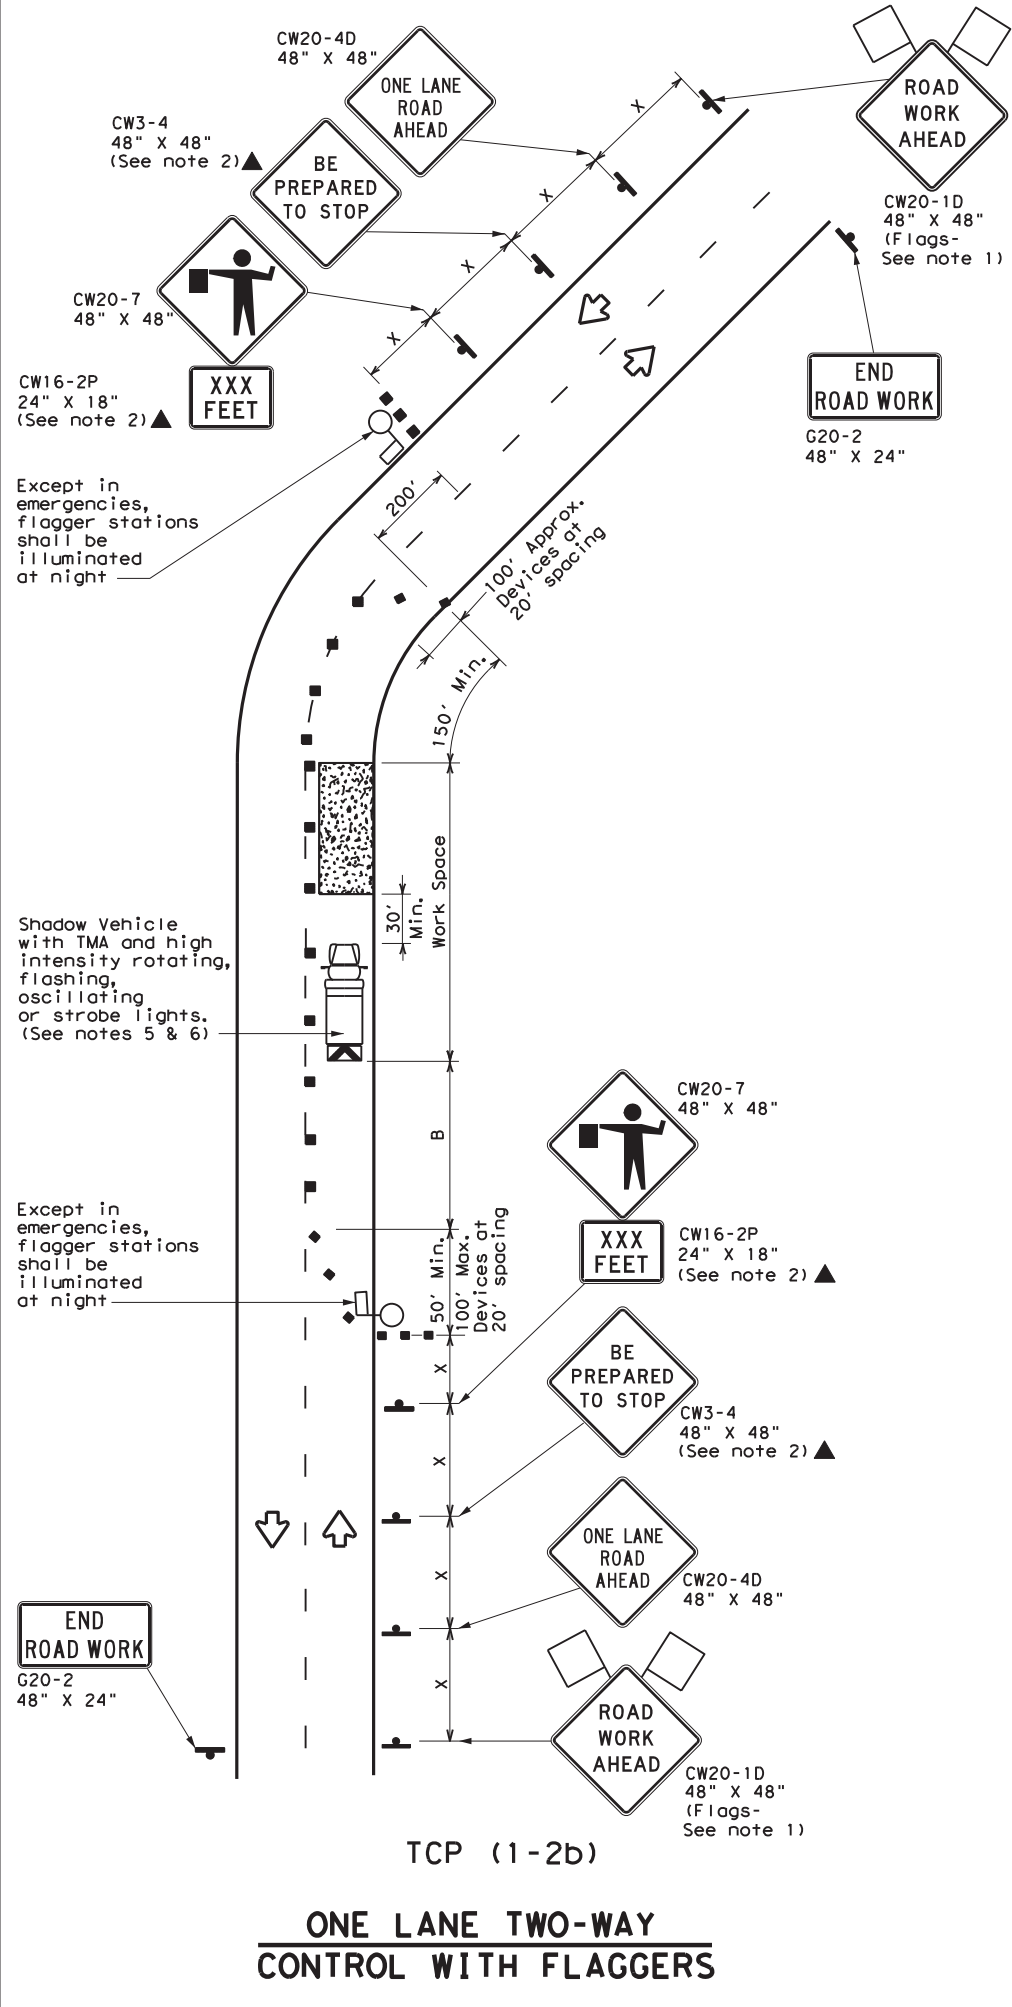 CW20-4D
48" X 48"
ONE LANE
ROAD
AHEAD
ROAD
WORK
AHEAD
CW20-1D
48" X 48"
(Flags-
See note 1)
CW3-4
48" X 48"
(See note 2)
BE
PREPARED
TO STOP
X
X
X
X
CW20-7
48" X 48"
CW16-2P
24" X 18"
(See note 2)
XXX
FEET
END
ROAD WORK
G20-2
48" X 24"
Except in
emergencies,
flagger stations
shall be
illuminated
at night
200'
100' Approx.
Devices at
20' spacing
150' Min.
Work Space
30'
Min.
Shadow Vehicle
with TMA and high
intensity rotating,
flashing,
oscillating
or strobe lights.
(See notes 5 & 6)
B
CW20-7
48" X 48"
XXX
FEET
CW16-2P
24" X 18"
(See note 2)
Except in
emergencies,
flagger stations
shall be
illuminated
at night
50' Min.
100' Max.
Devices at
20' spacing
X
BE
PREPARED
TO STOP
CW3-4
48" X 48"
(See note 2)
X
ONE LANE
ROAD
AHEAD
CW20-4D
48" X 48"
X
END
ROAD WORK
G20-2
48" X 24"
X
ROAD
WORK
AHEAD
CW20-1D
48" X 48"
(Flags-
See note 1)
TCP (1-2b)
ONE LANE TWO-WAY
CONTROL WITH FLAGGERS